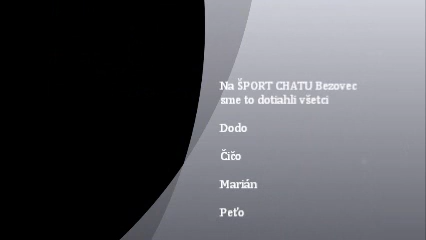 Na ŠPORT CHATU Bezovec
sme to dotiahli všetci
Dodo
Čičo
Marián
Peťo